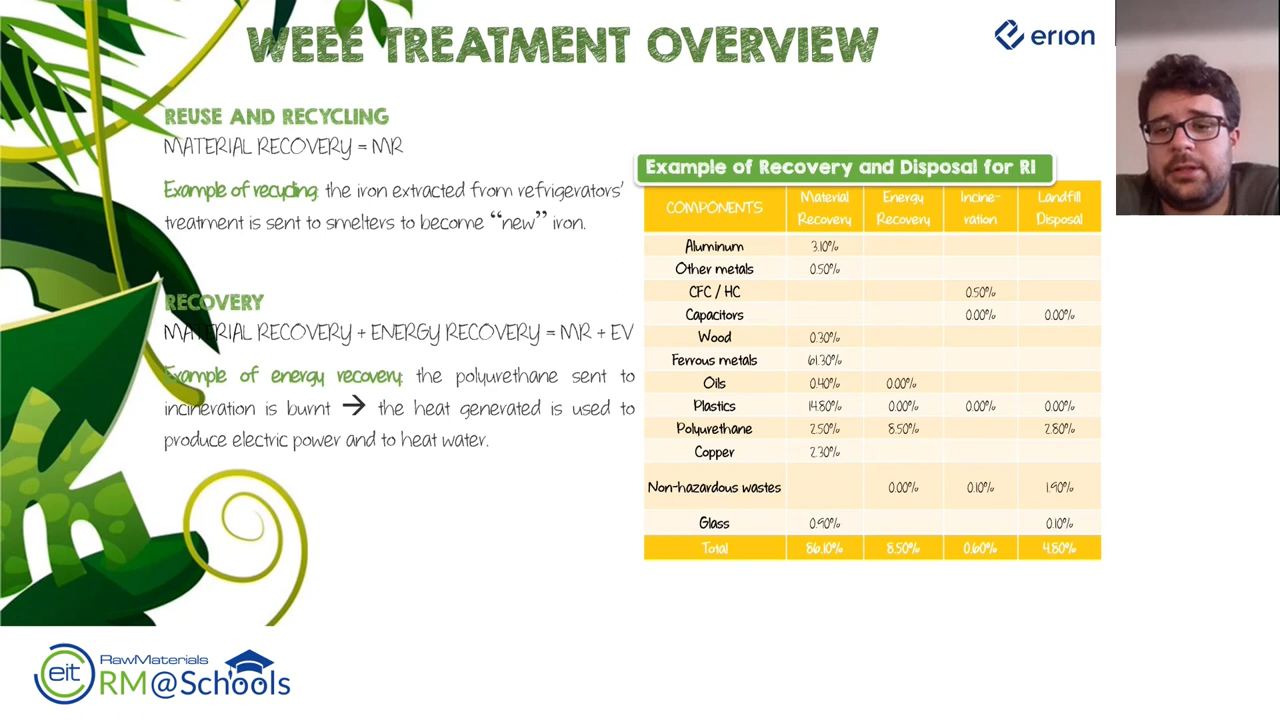 WEEE TREATMENT OVERVIEW
erion
REUSE AND RECYCLING
MATERIAL RECOVERY = MR
Example of recycling: the iron extracted from refrigerators'
treatment is sent to smelters to become “new” iron.
RECOVERY
MATERIAL RECOVERY + ENERGY RECOVERY = MR + EV
Example of energy recovery: the polyurethane sent to
incineration is burnt → the heat generated is used to
produce electric power and to heat water.
Example of Recovery and Disposal for R1
COMPONENTS Material Recovery Energy Recovery Incine-ration Landfill Disposal
Aluminum 3.10%
Other metals 0.50%
CFC / HC 0.50%
Capacitors 0.00% 0.00%
Wood 0.30%
Ferrous metals 61.30%
Oils 0.40% 0.00%
Plastics 14.80% 0.00% 0.00% 0.00%
Polyurethane 2.50% 8.50% 2.80%
Copper 2.30%
Non-hazardous wastes 0.00% 0.10% 1.90%
Glass 0.90% 0.10%
Total 86.10% 8.50% 0.60% 4.80%
eit RawMaterials
RM@Schools